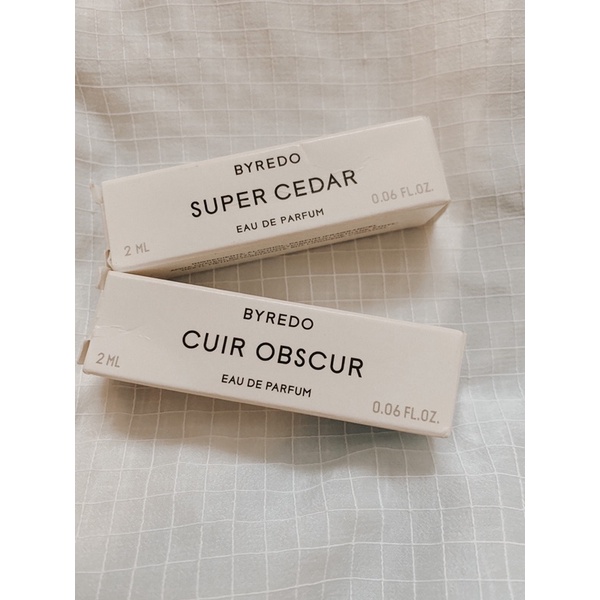 BYREDO
SUPER CEDAR
EAU DE PARFUM
2 ML
0.06 FL.OZ.
BYREDO
CUIR OBSCUR
EAU DE PARFUM
2 ML
0.06 FL.OZ.